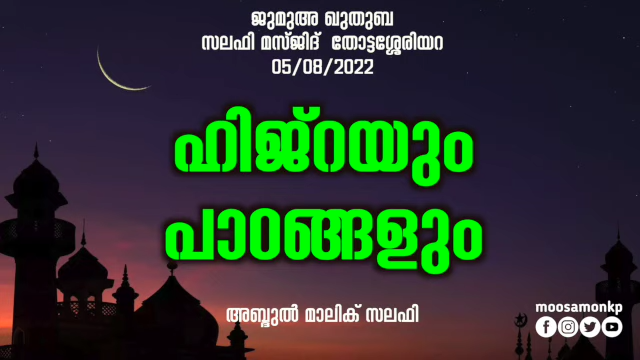 ജുമുഅ ഖുതുബ
സലഫി മസ്ജിദ് തോട്ടശ്ശേരിയറ
05/08/2022
ഹിജ്റയും
പാഠങ്ങളും
അബ്ദുൽ മാലിക് സലഫി
moosamonkp